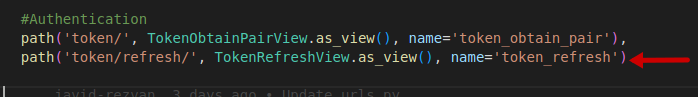 #Authentication
path('token/', TokenObtainPairView.as_view(), name='token_obtain_pair'),
path('token/refresh/', TokenRefreshView.as_view(), name='token_refresh')
javid-rezvan, 3 days ago • Update urls.py